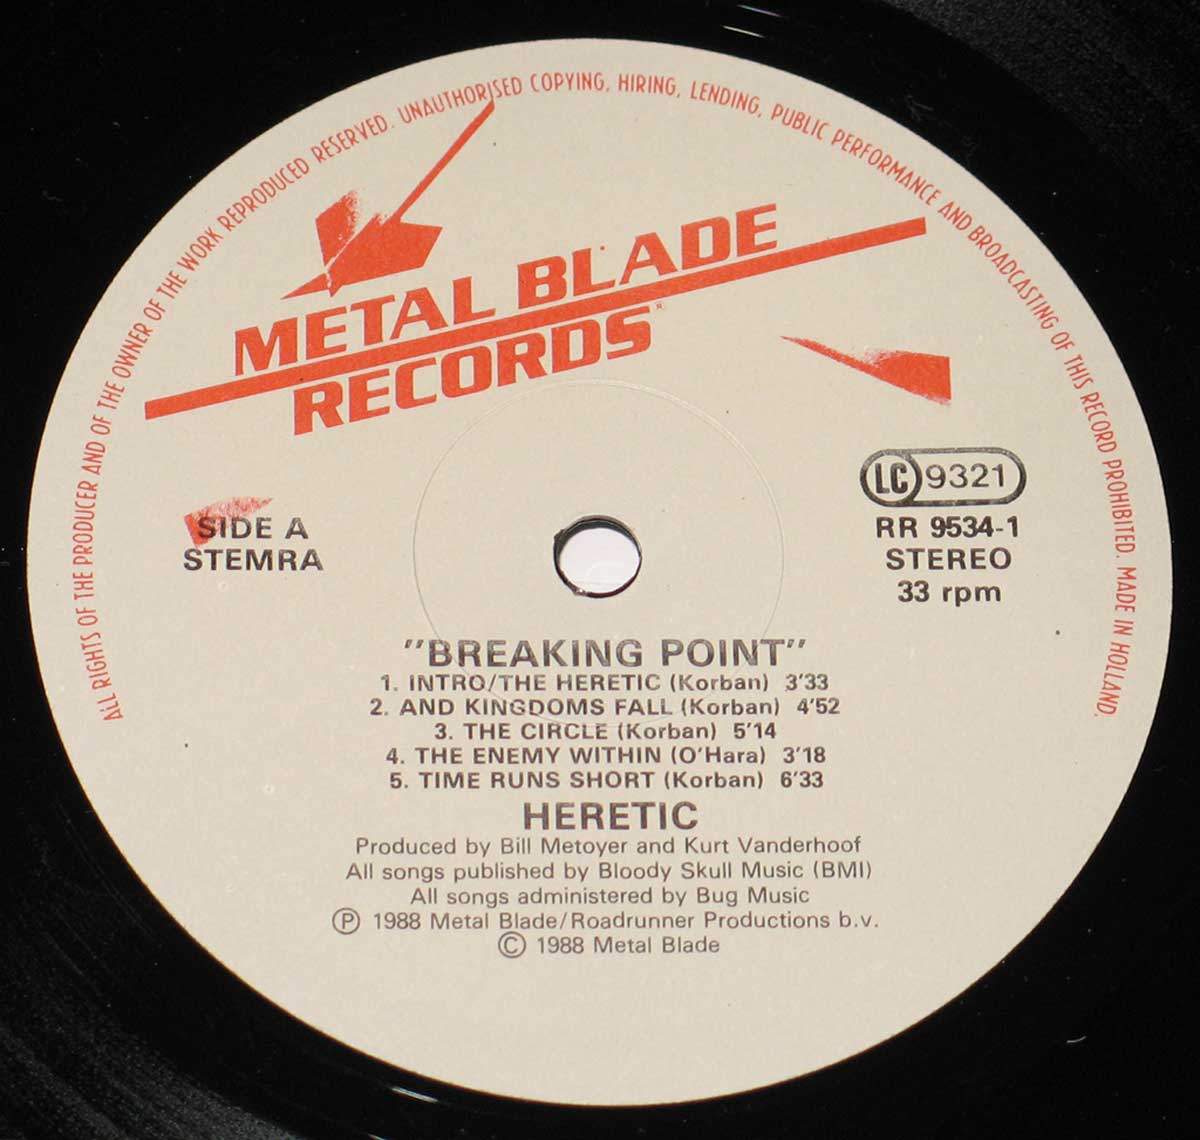 ALL RIGHTS OF THE PRODUCER AND OF THE OWNER OF THE WORK REPRODUCED RESERVED. UNAUTHORISED COPYING, HIRING, LENDING, PUBLIC PERFORMANCE AND BROADCASTING OF THIS RECORD PROHIBITED. MADE IN HOLLAND.
METAL BLADE
RECORDS®
LC 9321
SIDE A
STEMRA
RR 9534-1
STEREO
33 rpm
"BREAKING POINT"
1. INTRO/THE HERETIC (Korban) 3'33
2. AND KINGDOMS FALL (Korban) 4'52
3. THE CIRCLE (Korban) 5'14
4. THE ENEMY WITHIN (O'Hara) 3'18
5. TIME RUNS SHORT (Korban) 6'33
HERETIC
Produced by Bill Metoyer and Kurt Vanderhoof
All songs published by Bloody Skull Music (BMI)
All songs administered by Bug Music
Ⓟ 1988 Metal Blade/Roadrunner Productions b.v.
© 1988 Metal Blade